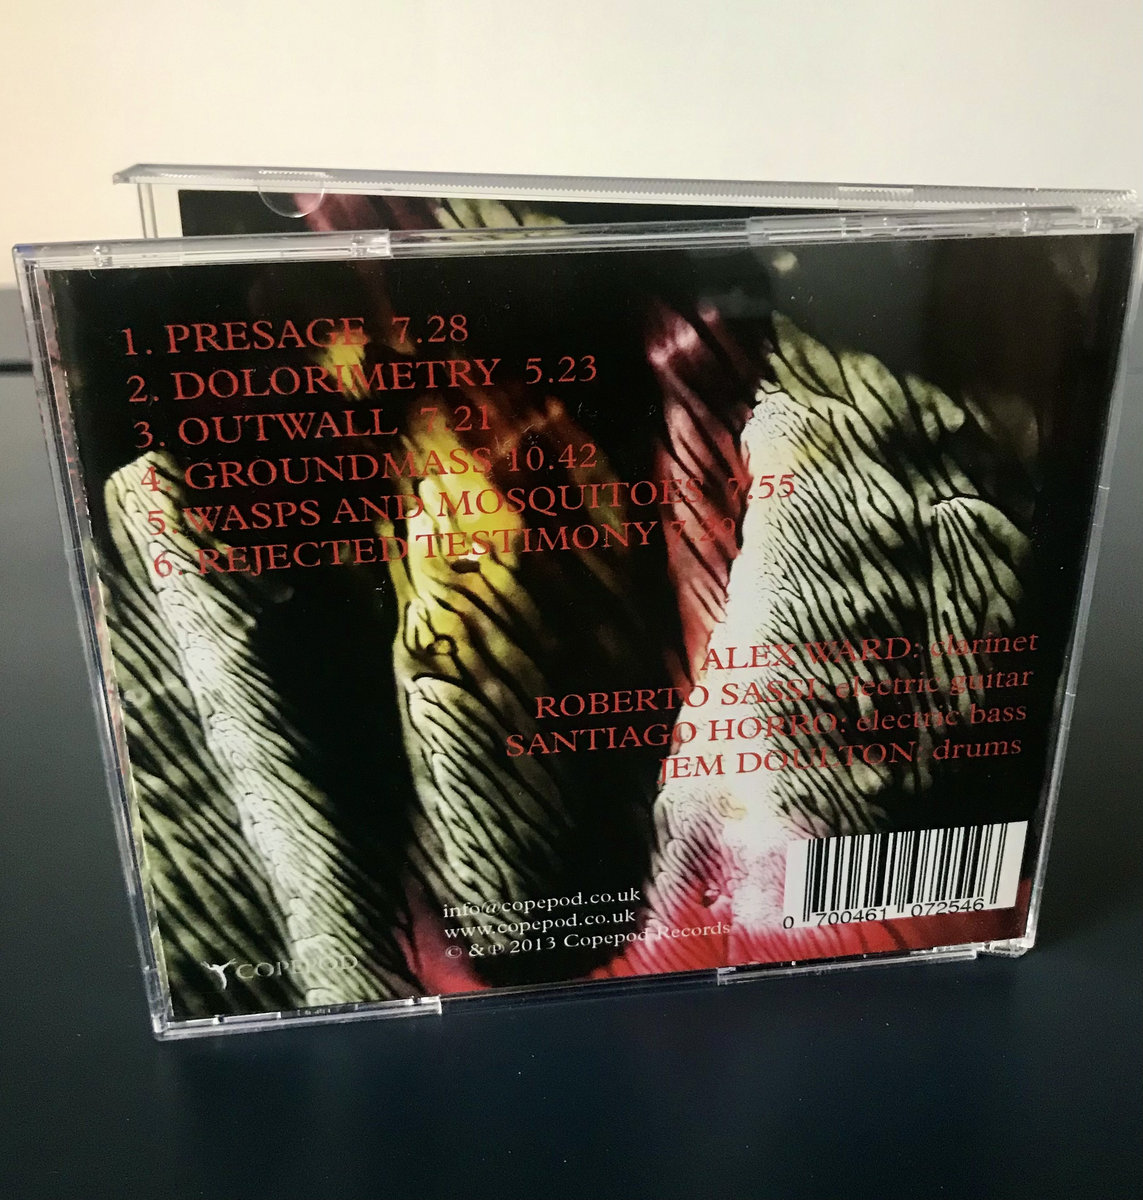 1. PRESAGE 7.28
2. DOLORIMETRY 5.23
3. OUTWALL 7.21
4. GROUNDMASS 10.42
5. WASPS AND MOSQUITOES 7.55
6. REJECTED TESTIMONY
ALEX WARD: clarinet
ROBERTO SASSI: electric guitar
SANTIAGO HORRO: electric bass
JEM DOULTON: drums
info@copepod.co.uk
www.copepod.co.uk
© & ℗ 2013 Copepod Records
COPEPOD
0 700461 072546